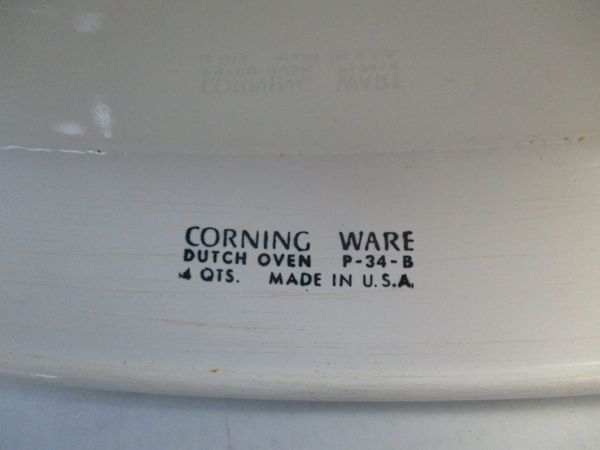 CORNING WARE
DUTCH OVEN P-34-B
4 QTS. MADE IN U.S.A.